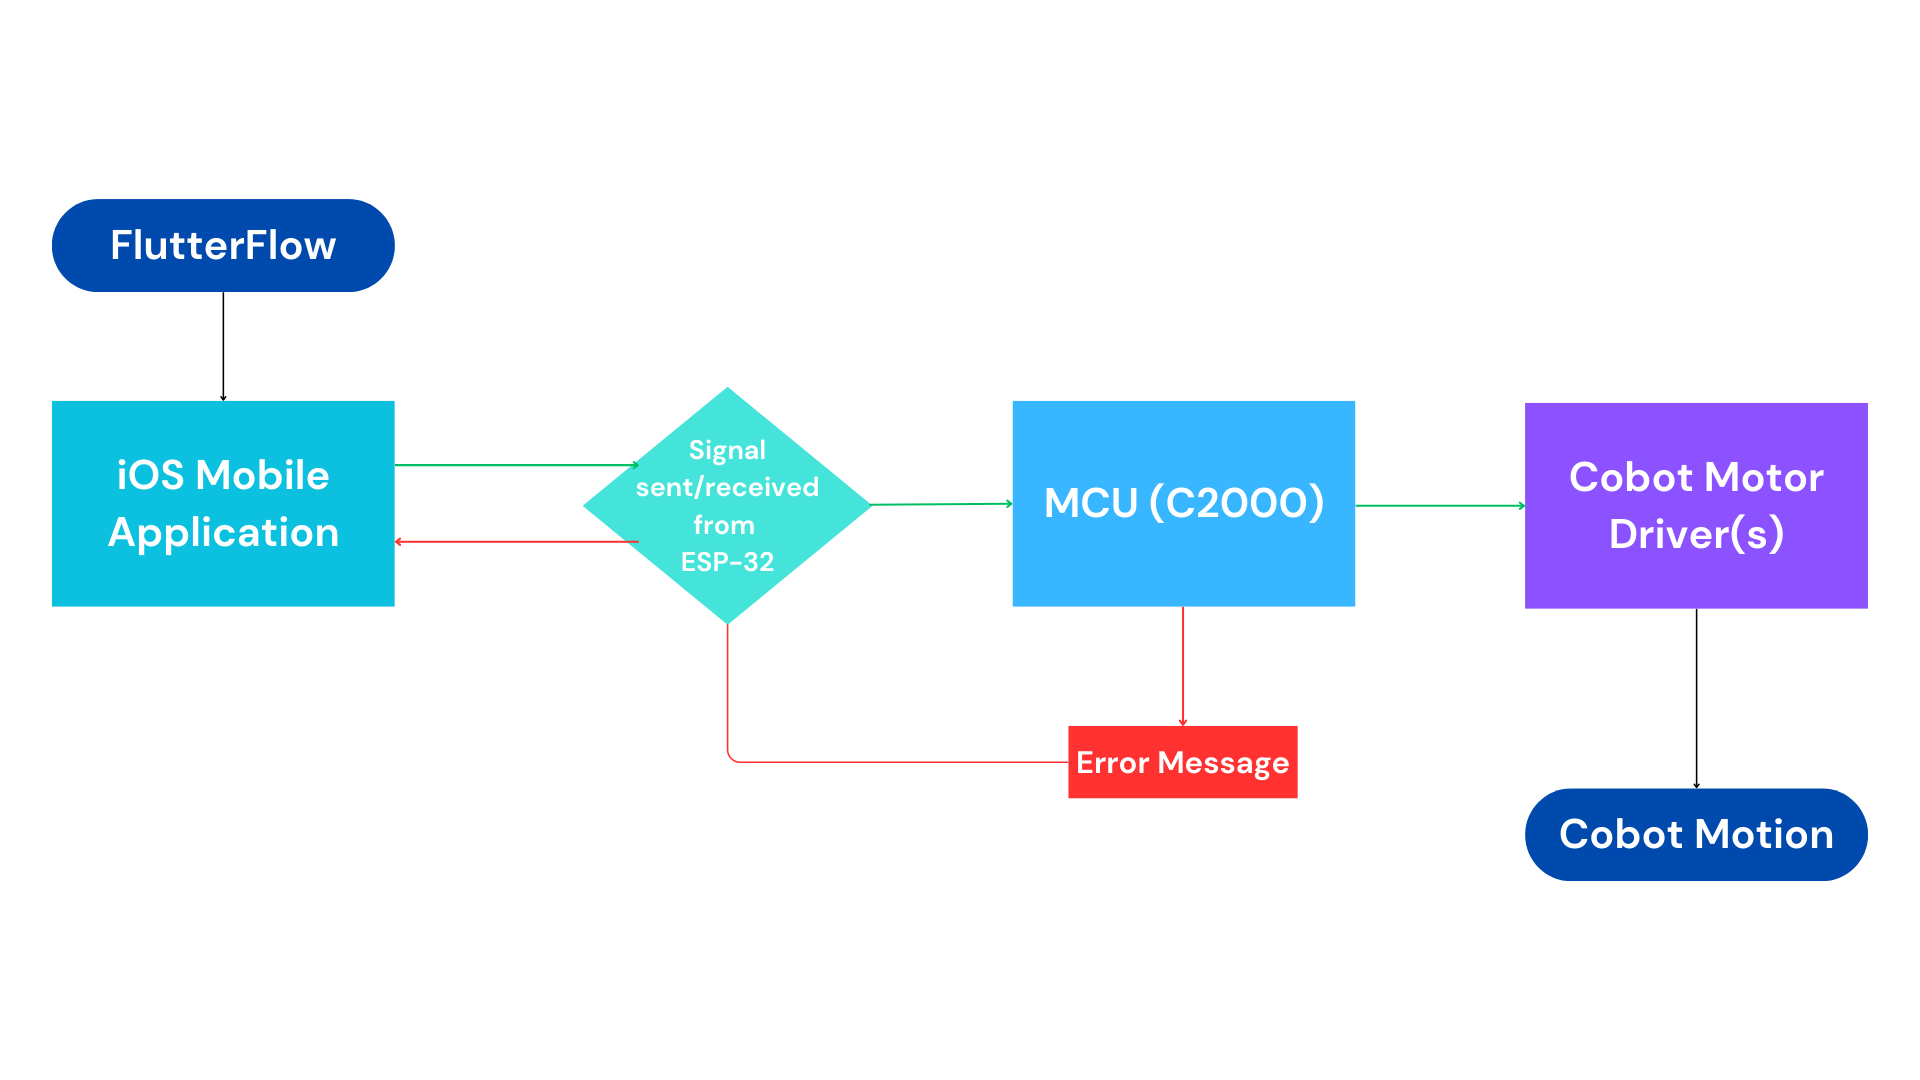 FlutterFlow
iOS Mobile
Application
Signal
sent/received
from
ESP-32
MCU (C2000)
Cobot Motor
Driver(s)
Error Message
Cobot Motion